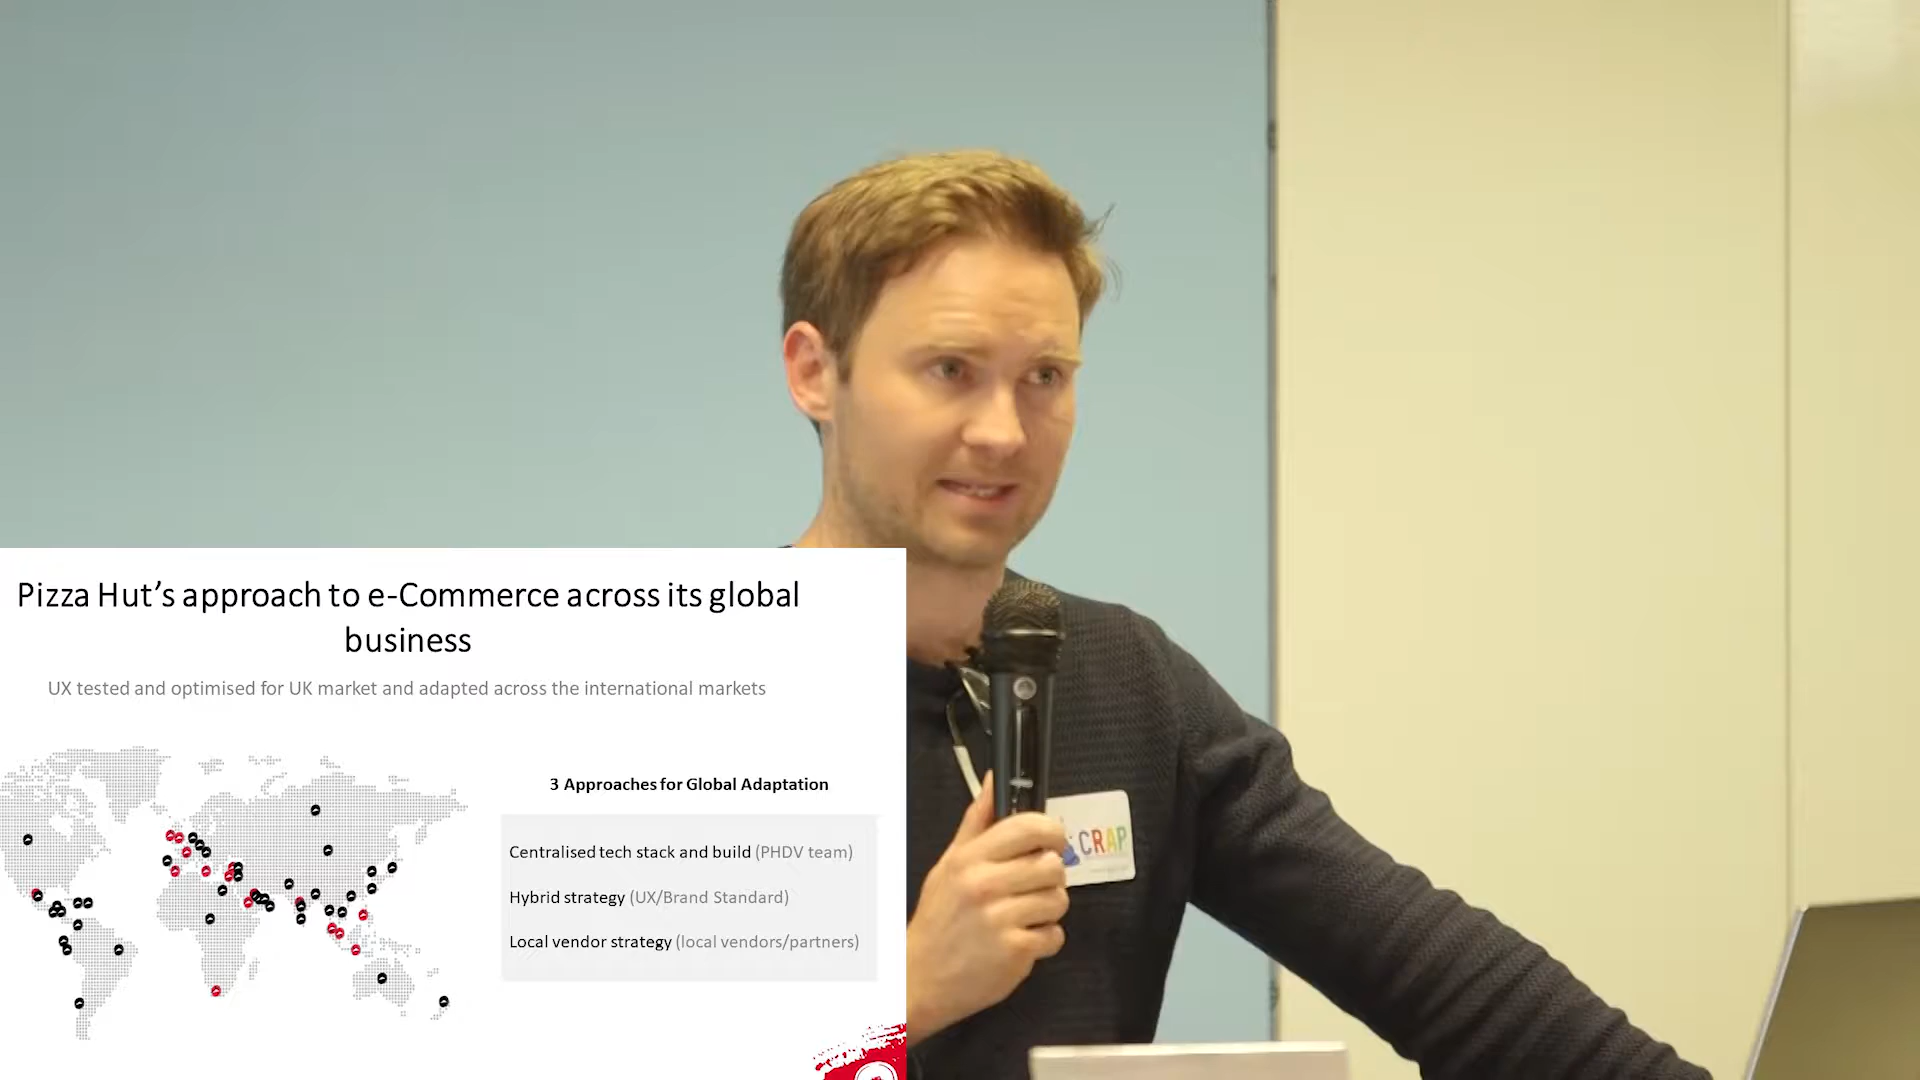 Pizza Hut’s approach to e-Commerce across its global
business
UX tested and optimised for UK market and adapted across the international markets
3 Approaches for Global Adaptation
Centralised tech stack and build (PHDV team)
Hybrid strategy (UX/Brand Standard)
Local vendor strategy (local vendors/partners)
CRAP